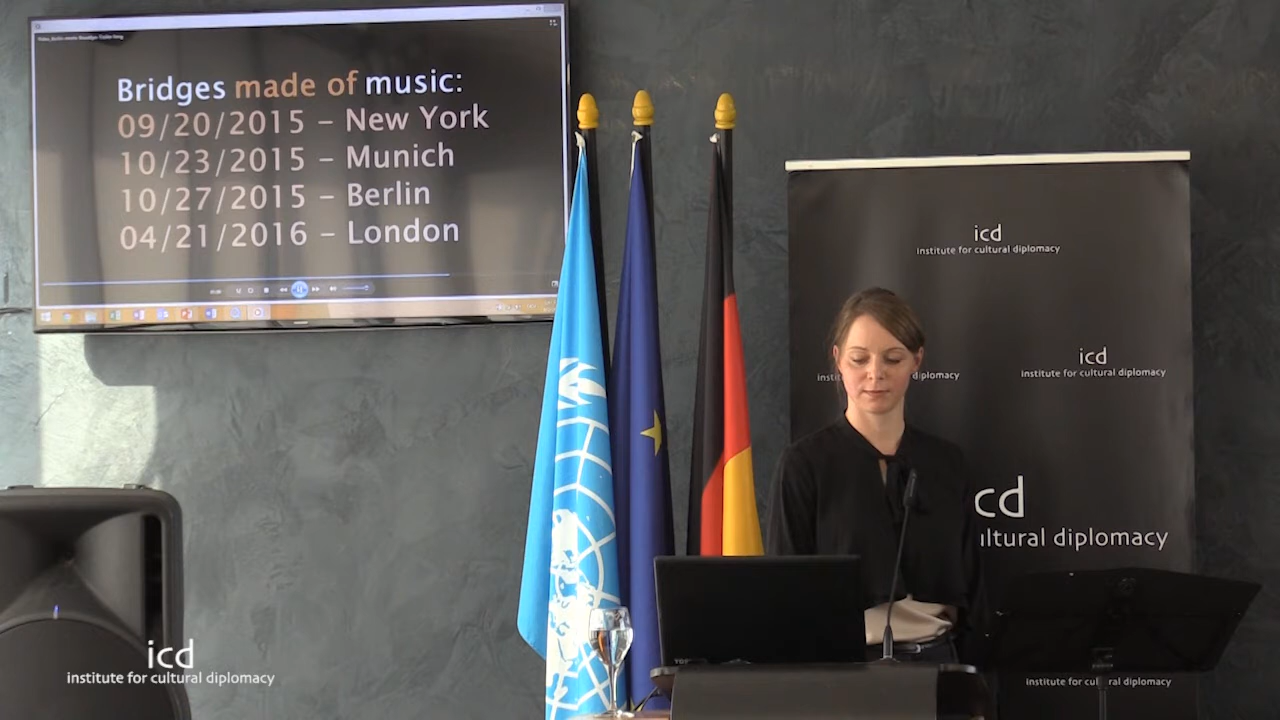 Bridges made of music:
09/20/2015 – New York
10/23/2015 – Munich
10/27/2015 – Berlin
04/21/2016 – London
icd
institute for cultural diplomacy
icd
institute for cultural diplomacy
diplomacy
cd
cultural diplomacy
institute for cultural diplomacy
icd
institute for cultural diplomacy